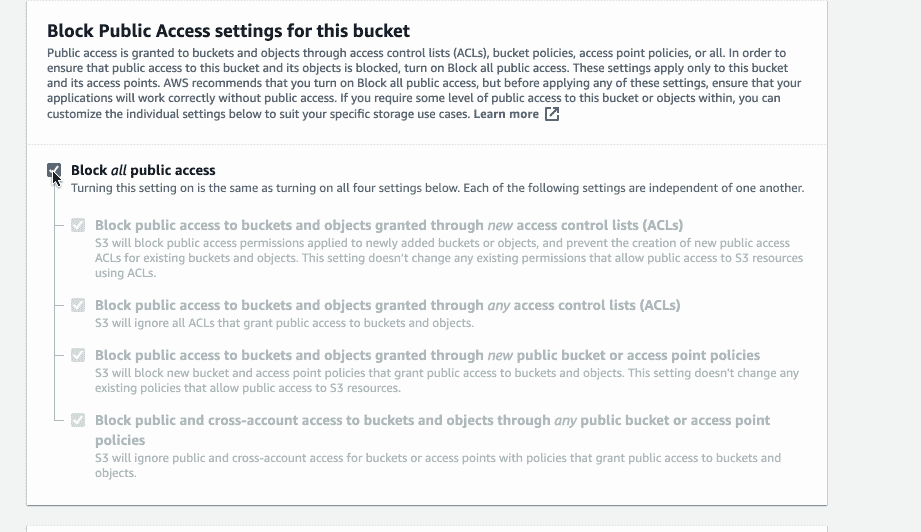 Block Public Access settings for this bucket
Public access is granted to buckets and objects through access control lists (ACLs), bucket policies, access point policies, or all. In order to
ensure that public access to this bucket and its objects is blocked, turn on Block all public access. These settings apply only to this bucket
and its access points. AWS recommends that you turn on Block all public access, but before applying any of these settings, ensure that your
applications will work correctly without public access. If you require some level of public access to this bucket or objects within, you can
customize the individual settings below to suit your specific storage use cases. Learn more
Block all public access
Turning this setting on is the same as turning on all four settings below. Each of the following settings are independent of one another.
Block public access to buckets and objects granted through new access control lists (ACLs)
S3 will block public access permissions applied to newly added buckets or objects, and prevent the creation of new public access
ACLs for existing buckets and objects. This setting doesn't change any existing permissions that allow public access to S3 resources
using ACLs.
Block public access to buckets and objects granted through any access control lists (ACLs)
S3 will ignore all ACLs that grant public access to buckets and objects.
Block public access to buckets and objects granted through new public bucket or access point policies
S3 will block new bucket and access point policies that grant public access to buckets and objects. This setting doesn't change any
existing policies that allow public access to S3 resources.
Block public and cross-account access to buckets and objects through any public bucket or access point
policies
S3 will ignore public and cross-account access for buckets or access points with policies that grant public access to buckets and
objects.